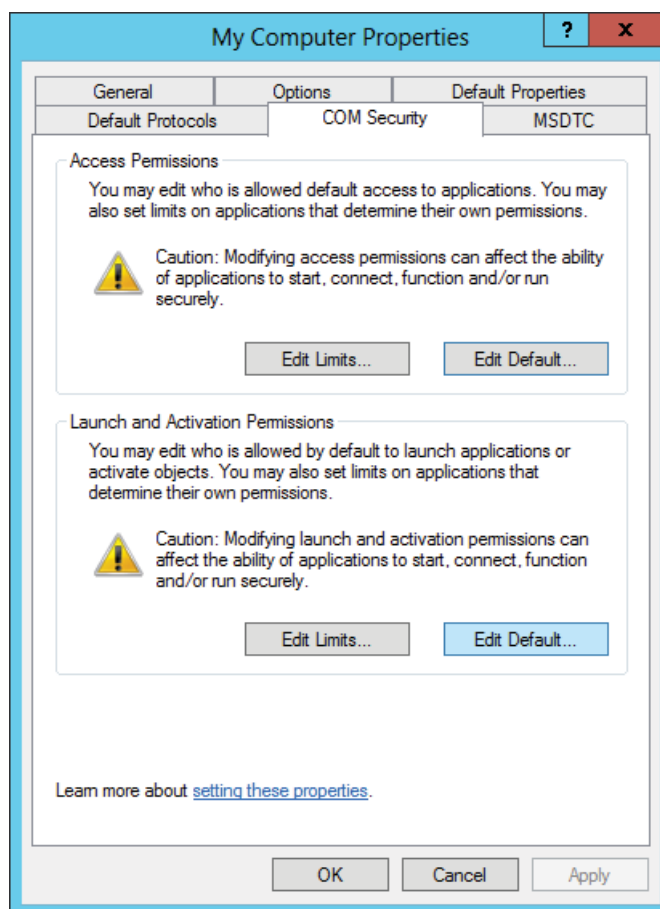 My Computer Properties
? x
General Options Default Properties
Default Protocols COM Security MSDTC
Access Permissions
You may edit who is allowed default access to applications. You may
also set limits on applications that determine their own permissions.
Caution: Modifying access permissions can affect the ability
of applications to start, connect, function and/or run
securely.
Edit Limits... Edit Default...
Launch and Activation Permissions
You may edit who is allowed by default to launch applications or
activate objects. You may also set limits on applications that
determine their own permissions.
Caution: Modifying launch and activation permissions can
affect the ability of applications to start, connect, function
and/or run securely.
Edit Limits... Edit Default...
Learn more about setting these properties.
OK Cancel Apply